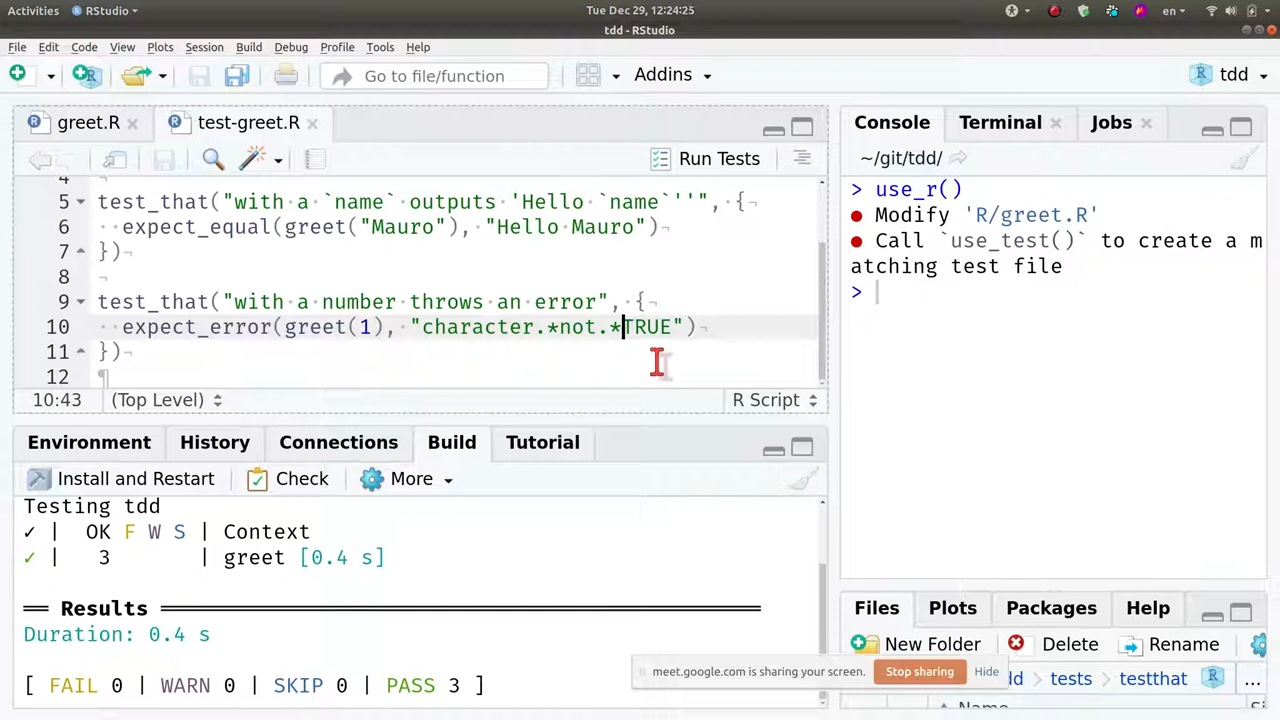 Activities RStudio Tue Dec 29, 12:24:25 en
tdd - RStudio
File Edit Code View Plots Session Build Debug Profile Tools Help
Go to file/function Addins tdd
greet.R test-greet.R
Run Tests
4
5 test_that("with·a·`name`·outputs·'Hello·`name`''",·{¬
6 ··expect_equal(greet("Mauro"),·"Hello·Mauro")¬
7 })¬
8 ¬
9 test_that("with·a·number·throws·an·error",·{¬
10 ··expect_error(greet(1),·"character.*not.*TRUE")¬
11 })¬
12 ¶
10:43 (Top Level) R Script
Environment History Connections Build Tutorial
Install and Restart Check More
Testing tdd
✓ | OK F W S | Context
✓ | 3 | greet [0.4 s]
══ Results ════════════════════════════════
Duration: 0.4 s
[ FAIL 0 | WARN 0 | SKIP 0 | PASS 3 ]
Console Terminal Jobs
~/git/tdd/
> use_r()
● Modify 'R/greet.R'
● Call `use_test()` to create a m
atching test file
>
Files Plots Packages Help
New Folder Delete Rename
meet.google.com is sharing your screen. Stop sharing Hide
dd tests testthat ...